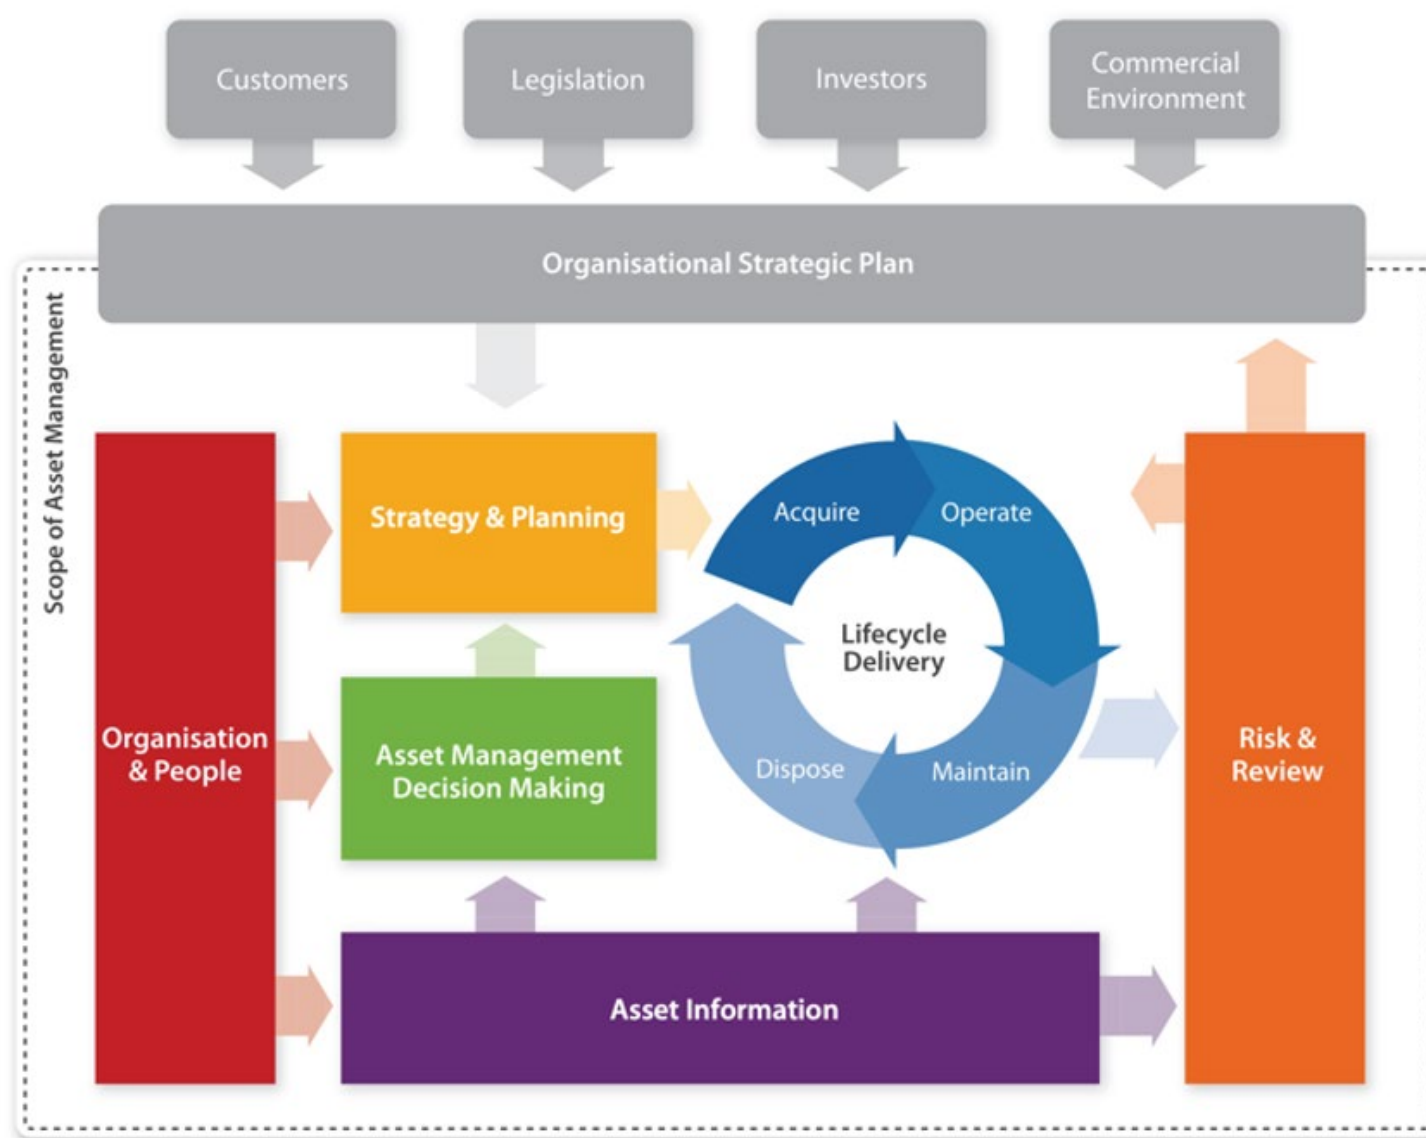 Customers
Legislation
Investors
Commercial
Environment
Organisational Strategic Plan
Scope of Asset Management
Strategy & Planning
Acquire
Operate
Lifecycle
Delivery
Organisation
& People
Asset Management
Decision Making
Dispose
Maintain
Risk &
Review
Asset Information